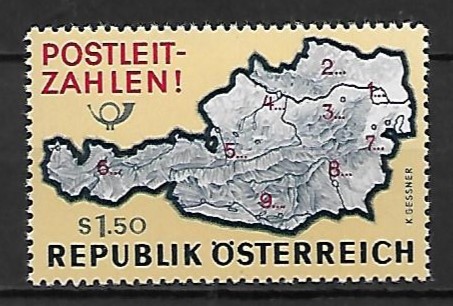 POSTLEIT-
ZAHLEN!
2...
1...
4...
3...
7...
5...
6...
8...
9...
S1.50
K. GESSNER
REPUBLIK ÖSTERREICH